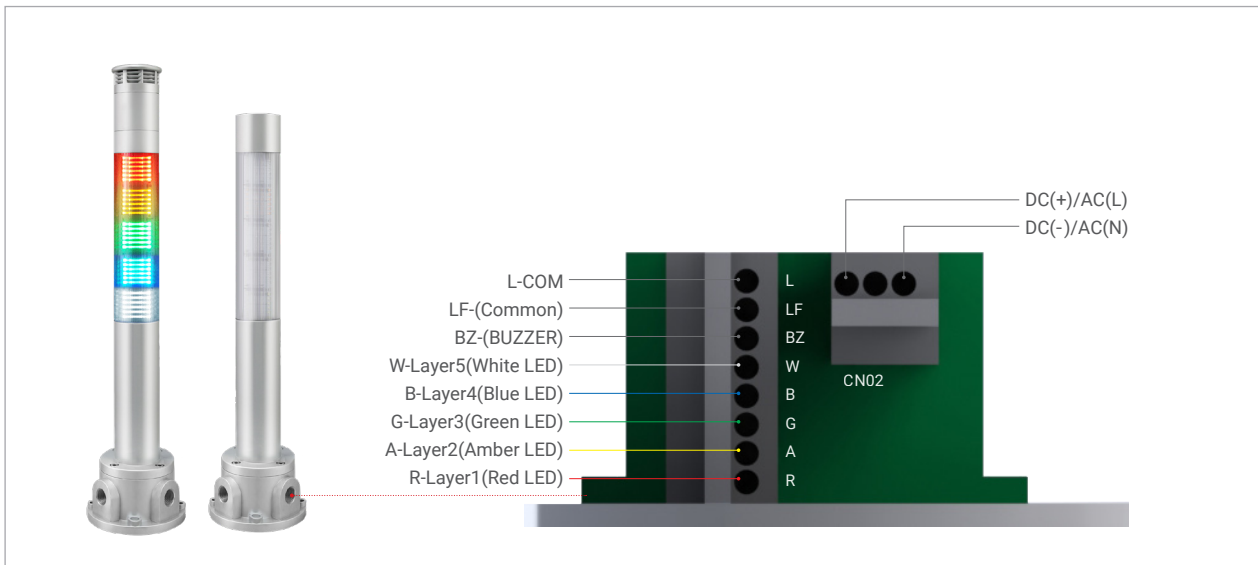 DC(+)/AC(L)
DC(-)/AC(N)
L-COM
LF-(Common)
BZ-(BUZZER)
W-Layer5(White LED)
B-Layer4(Blue LED)
G-Layer3(Green LED)
A-Layer2(Amber LED)
R-Layer1(Red LED)
L
LF
BZ
W
B
G
A
R
CN02